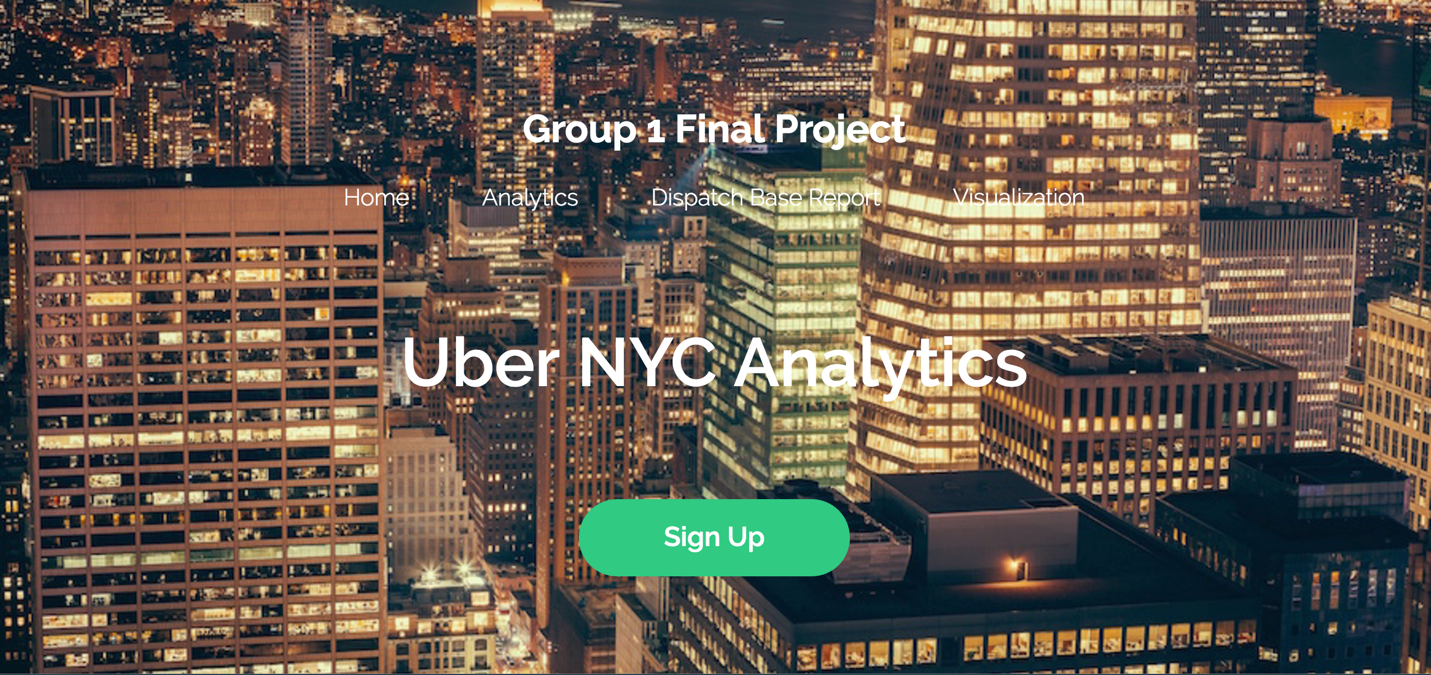 Group 1 Final Project
Home Analytics Dispatch Base Report Visualization
Uber NYC Analytics
Sign Up